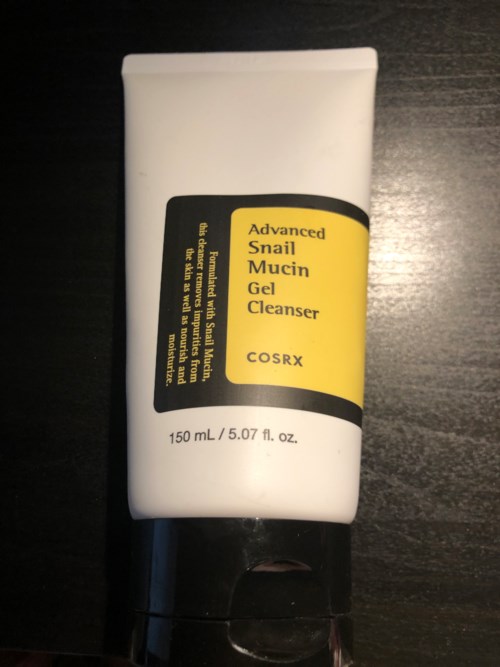 Advanced
Snail
Mucin
Gel
Cleanser
COSRX
Formulated with Snail Mucin,
this cleanser removes impurities from
the skin as well as nourish and
moisturize.
150 mL / 5.07 fl. oz.